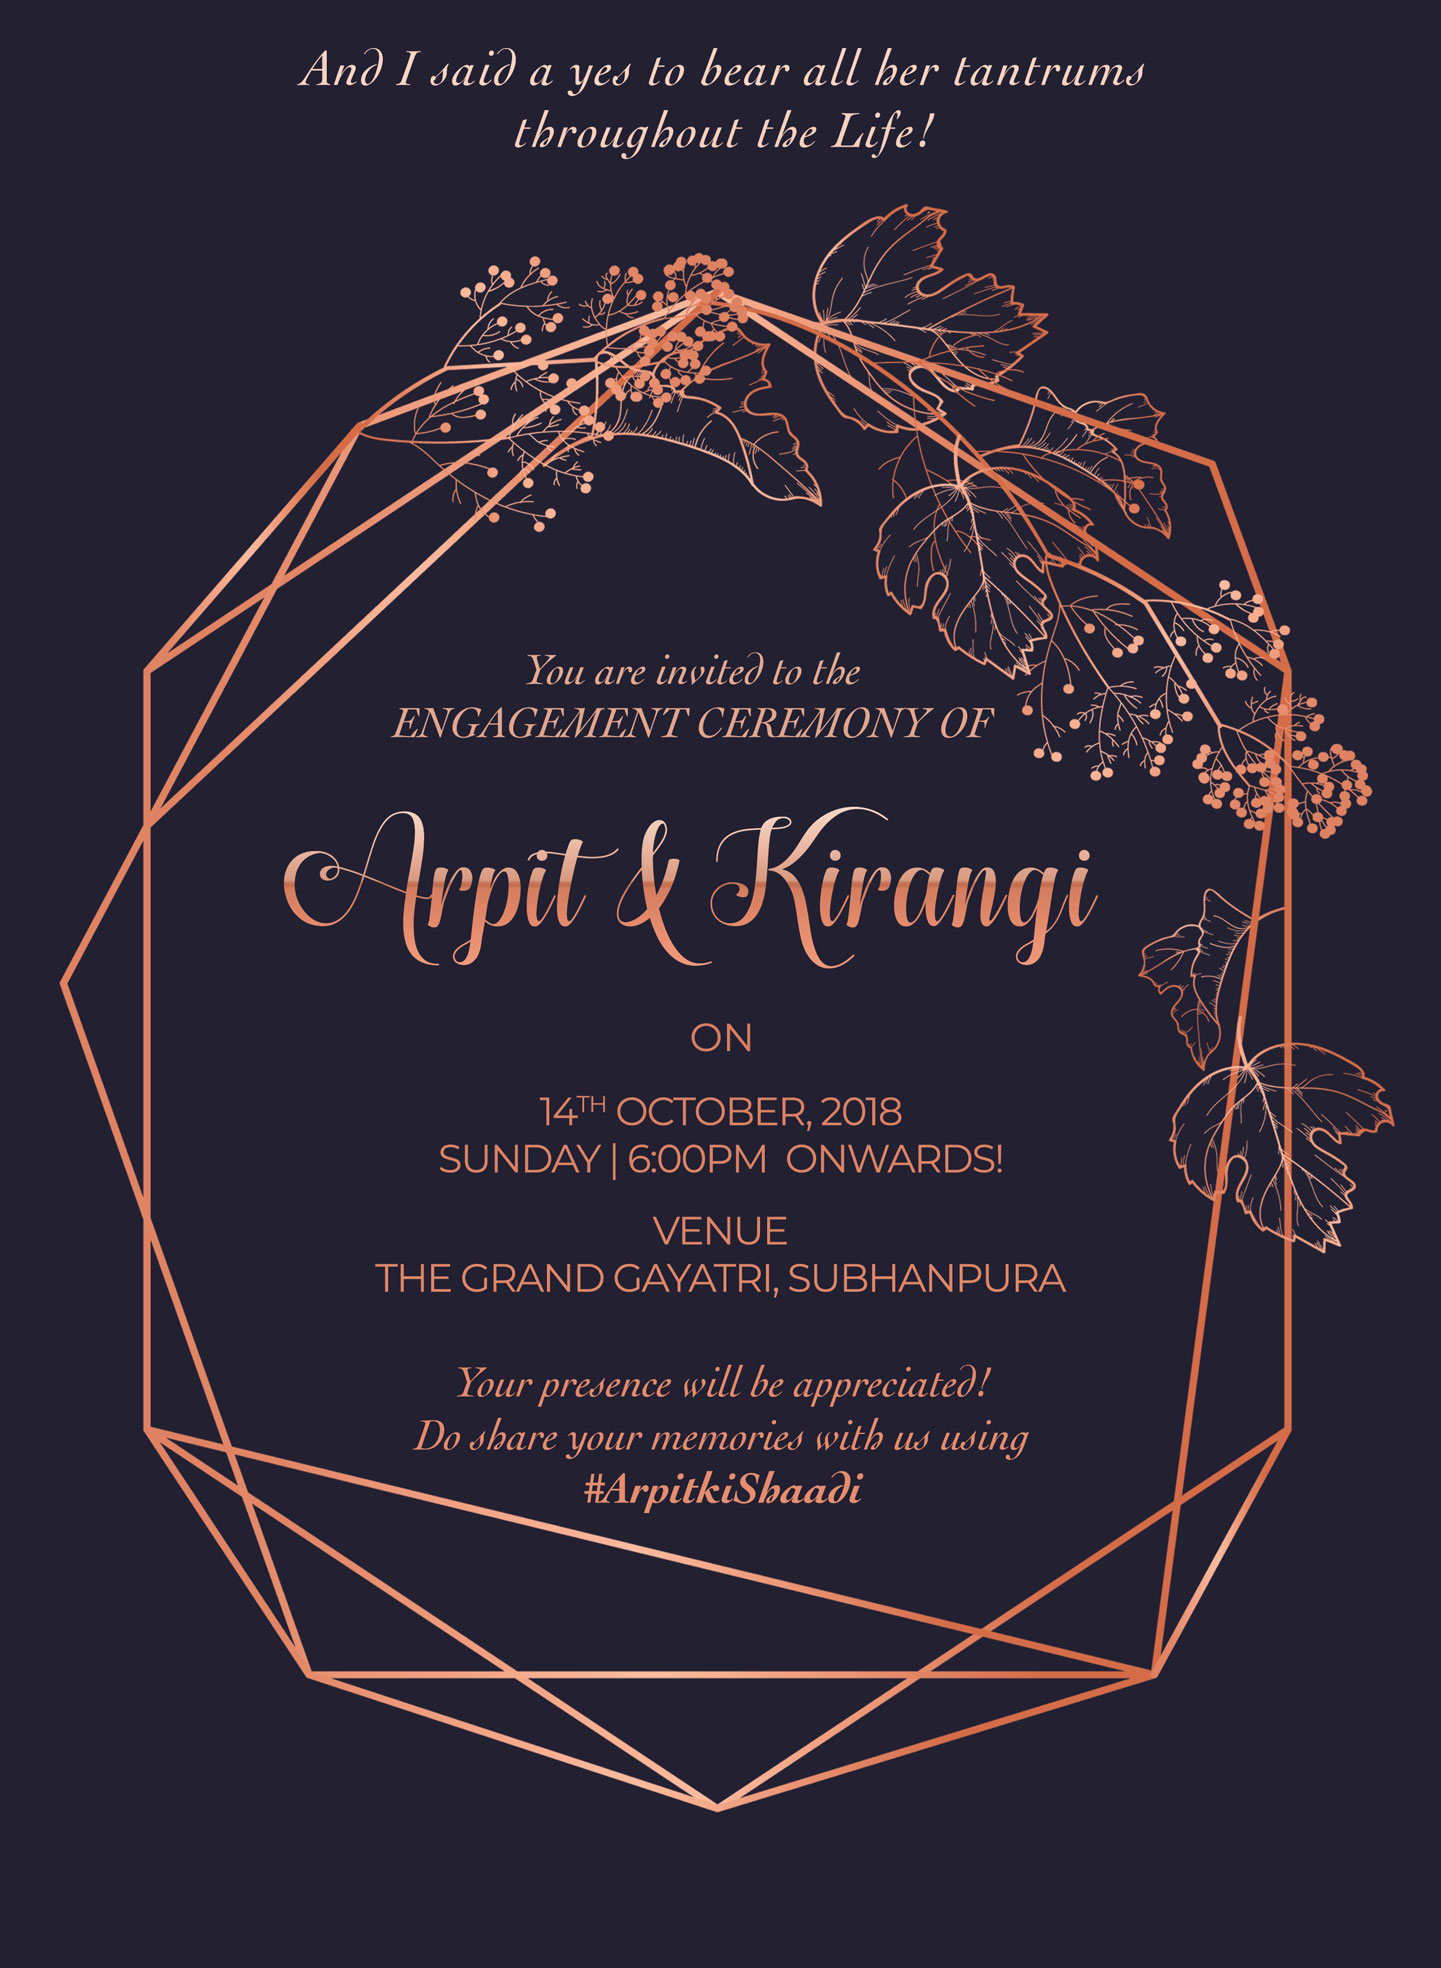 And I said a yes to bear all her tantrums
throughout the Life!
You are invited to the
ENGAGEMENT CEREMONY OF
Arpit & Kirangi
ON
14TH OCTOBER, 2018
SUNDAY | 6:00PM ONWARDS!
VENUE
THE GRAND GAYATRI, SUBHANPURA
Your presence will be appreciated!
Do share your memories with us using
#ArpitkiShaadi